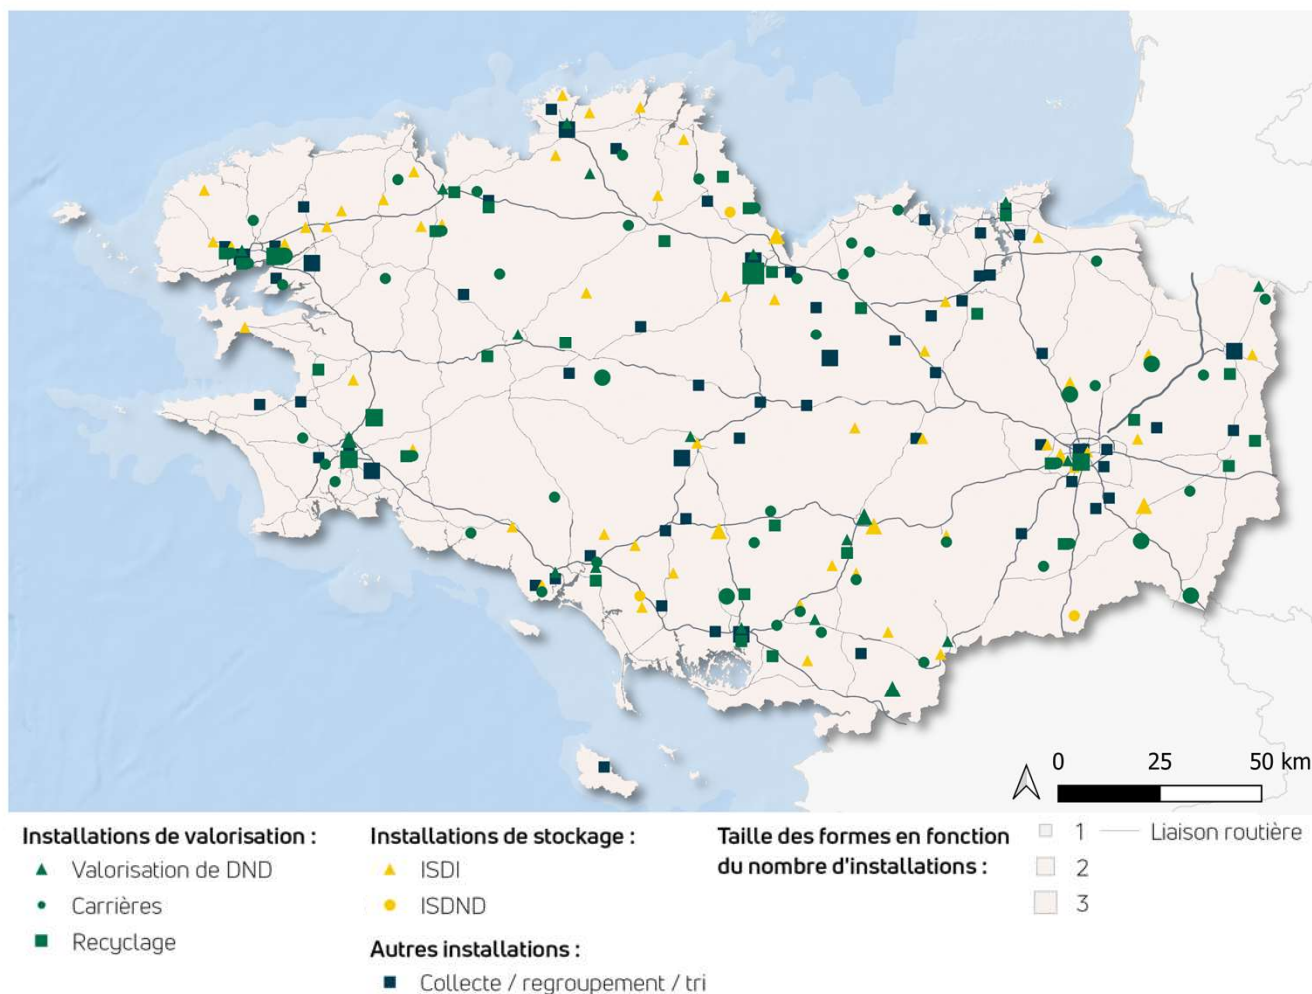 0 25 50 km
Installations de valorisation :
Valorisation de DND
Carrières
Recyclage
Installations de stockage :
ISDI
ISDND
Autres installations :
Collecte / regroupement / tri
Taille des formes en fonction
du nombre d'installations :
1
2
3
Liaison routière